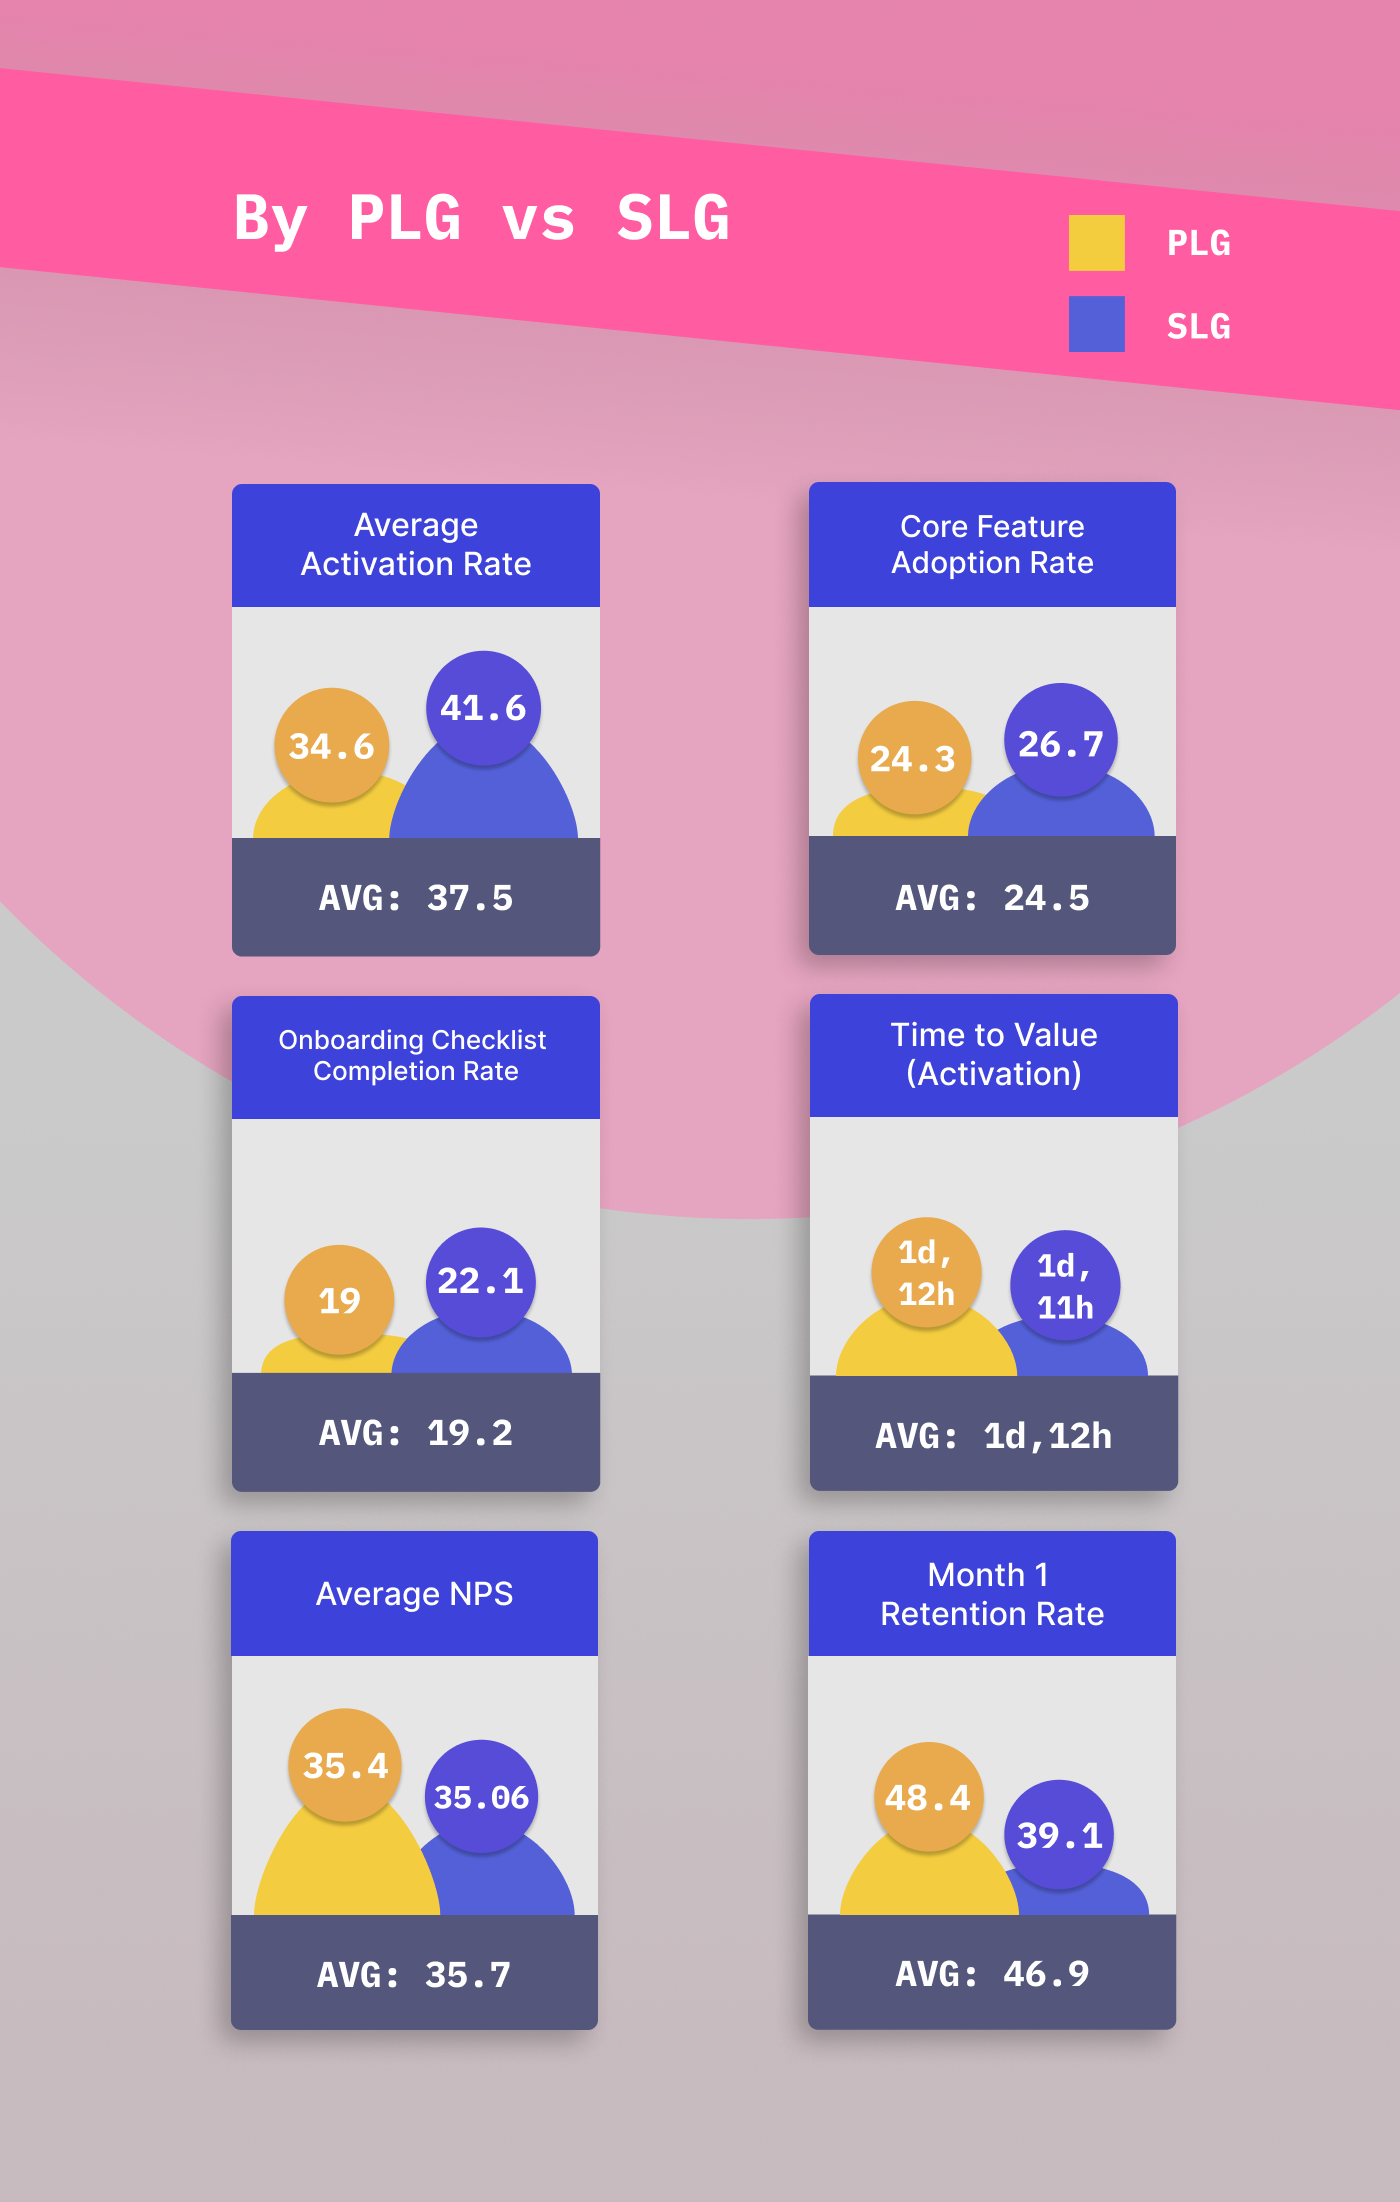 By PLG vs SLG
PLG
SLG
Average
Activation Rate
34.6
41.6
AVG: 37.5
Core Feature
Adoption Rate
24.3
26.7
AVG: 24.5
Onboarding Checklist
Completion Rate
19
22.1
AVG: 19.2
Time to Value
(Activation)
1d,
12h
1d,
11h
AVG: 1d,12h
Average NPS
35.4
35.06
AVG: 35.7
Month 1
Retention Rate
48.4
39.1
AVG: 46.9